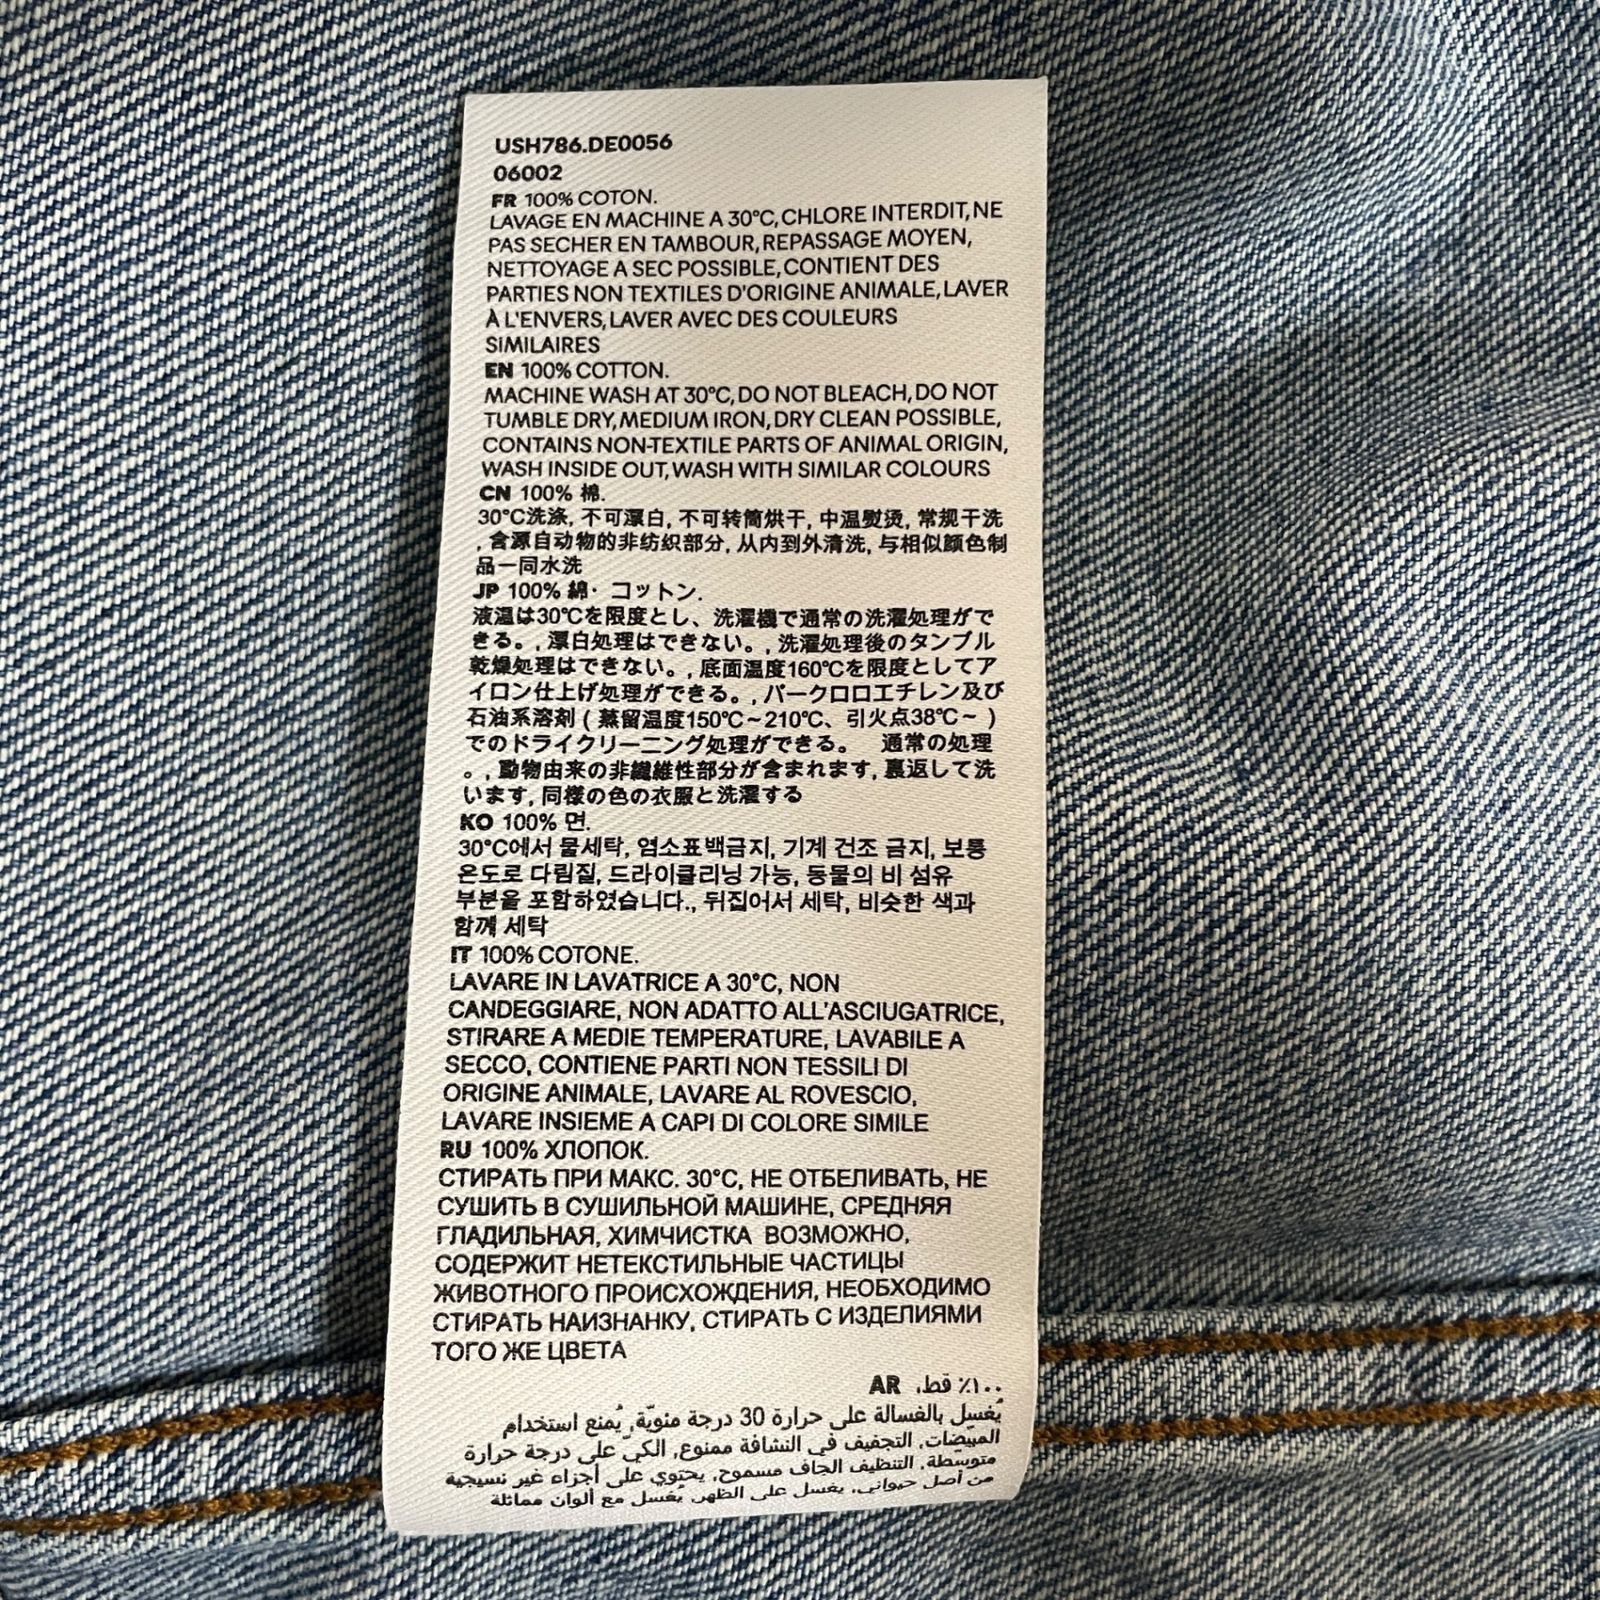 USH786.DE0056
06002
FR 100% COTON.
LAVAGE EN MACHINE A 30°C, CHLORE INTERDIT, NE
PAS SECHER EN TAMBOUR, REPASSAGE MOYEN,
NETTOYAGE A SEC POSSIBLE, CONTIENT DES
PARTIES NON TEXTILES D'ORIGINE ANIMALE, LAVER
À L'ENVERS, LAVER AVEC DES COULEURS
SIMILAIRES
EN 100% COTTON.
MACHINE WASH AT 30°C, DO NOT BLEACH, DO NOT
TUMBLE DRY, MEDIUM IRON, DRY CLEAN POSSIBLE,
CONTAINS NON-TEXTILE PARTS OF ANIMAL ORIGIN,
WASH INSIDE OUT, WASH WITH SIMILAR COLOURS
CN 100% 棉.
30°C洗涤, 不可漂白, 不可转筒烘干, 中温熨烫, 常规干洗
, 含源自动物的非纺织部分, 从内到外清洗, 与相似颜色制
品一同水洗
JP 100% 綿・コットン.
液温は30℃を限度とし、洗濯機で通常の洗濯処理がで
きる。, 漂白処理はできない。, 洗濯処理後のタンブル
乾燥処理はできない。, 底面温度160℃を限度としてア
イロン仕上げ処理ができる。, パークロロエチレン及び
石油系溶剤 ( 蒸留温度150℃~210℃、引火点38℃~ )
でのドライクリーニング処理ができる。 通常の処理
。, 動物由来の非繊維性部分が含まれます, 裏返して洗
います, 同様の色の衣服と洗濯する
KO 100% 면.
30°C에서 물세탁, 염소표백금지, 기계 건조 금지, 보통
온도로 다림질, 드라이클리닝 가능, 동물의 비 섬유
부분을 포함하였습니다., 뒤집어서 세탁, 비슷한 색과
함께 세탁
IT 100% COTONE.
LAVARE IN LAVATRICE A 30°C, NON
CANDEGGIARE, NON ADATTO ALL'ASCIUGATRICE,
STIRARE A MEDIE TEMPERATURE, LAVABILE A
SECCO, CONTIENE PARTI NON TESSILI DI
ORIGINE ANIMALE, LAVARE AL ROVESCIO,
LAVARE INSIEME A CAPI DI COLORE SIMILE
RU 100% ХЛОПОК.
СТИРАТЬ ПРИ МАКС. 30°C, НЕ ОТБЕЛИВАТЬ, НЕ
СУШИТЬ В СУШИЛЬНОЙ МАШИНЕ, СРЕДНЯЯ
ГЛАДИЛЬНАЯ, ХИМЧИСТКА ВОЗМОЖНО,
СОДЕРЖИТ НЕТЕКСТИЛЬНЫЕ ЧАСТИЦЫ
ЖИВОТНОГО ПРОИСХОЖДЕНИЯ, НЕОБХОДИМО
СТИРАТЬ НАИЗНАНКУ, СТИРАТЬ С ИЗДЕЛИЯМИ
ТОГО ЖЕ ЦВЕТА
١٠٠٪ قطن. AR
يُغسل بالغسالة على حرارة 30 درجة مئويّة, يُمنع استخدام
المبيّضات, التجفيف في النشافة ممنوع, الكيّ على درجة حرارة
متوسّطة, التنظيف الجاف مسموح, يحتوي على أجزاء غير نسيجية
من أصل حيواني, يغسل على الظهر, يُغسل مع ألوان مماثلة